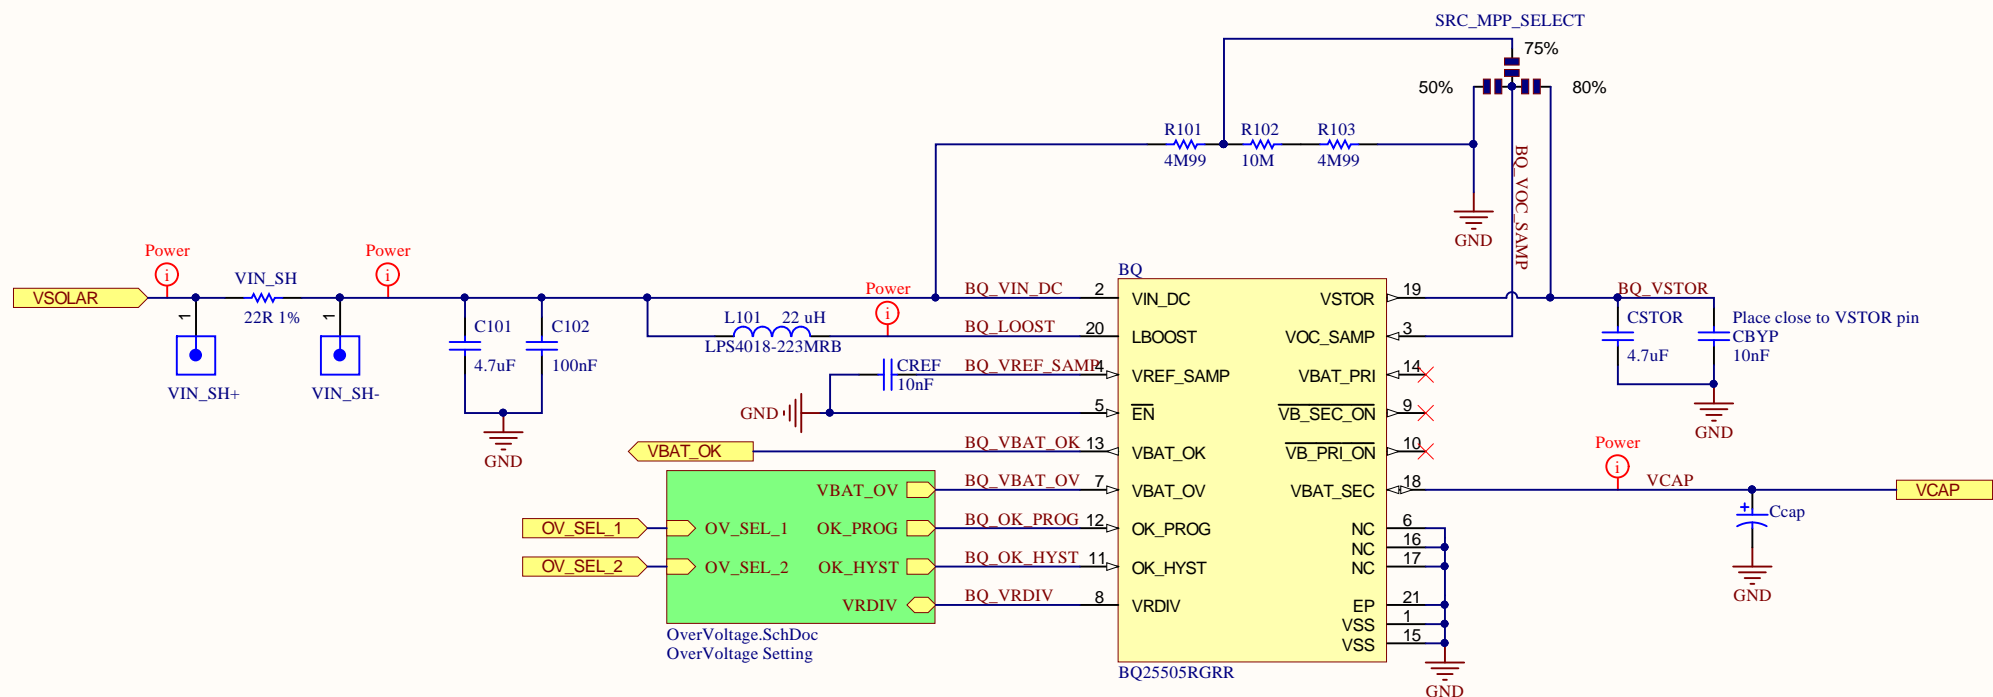 SRC_MPP_SELECT
75%
50%
80%
R101
R102
R103
4M99
10M
4M99
BQ_VOC_SAMP
GND
Power
Power
VIN_SH
VSOLAR
22R 1%
1
1
VIN_SH+
VIN_SH-
C101
4.7uF
C102
100nF
GND
Power
L101
22 uH
LPS4018-223MRB
CREF
10nF
GND
BQ_VIN_DC
BQ_LOOST
BQ_VREF_SAMP
BQ_VBAT_OK
BQ_VBAT_OV
BQ_OK_PROG
BQ_OK_HYST
BQ_VRDIV
VBAT_OK
OV_SEL_1
OV_SEL_2
OV_SEL_1
OV_SEL_2
VBAT_OV
OK_PROG
OK_HYST
VRDIV
OverVoltage.SchDoc
OverVoltage Setting
BQ
2
VIN_DC
20
LBOOST
4
VREF_SAMP
5
EN
13
VBAT_OK
7
VBAT_OV
12
OK_PROG
11
OK_HYST
8
VRDIV
VSTOR
19
VOC_SAMP
3
VBAT_PRI
14
VB_SEC_ON
9
VB_PRI_ON
10
VBAT_SEC
18
NC
6
NC
16
NC
17
EP
21
VSS
1
VSS
15
BQ25505RGRR
GND
BQ_VSTOR
CSTOR
4.7uF
Place close to VSTOR pin
CBYP
10nF
GND
Power
VCAP
VCAP
Ccap
GND